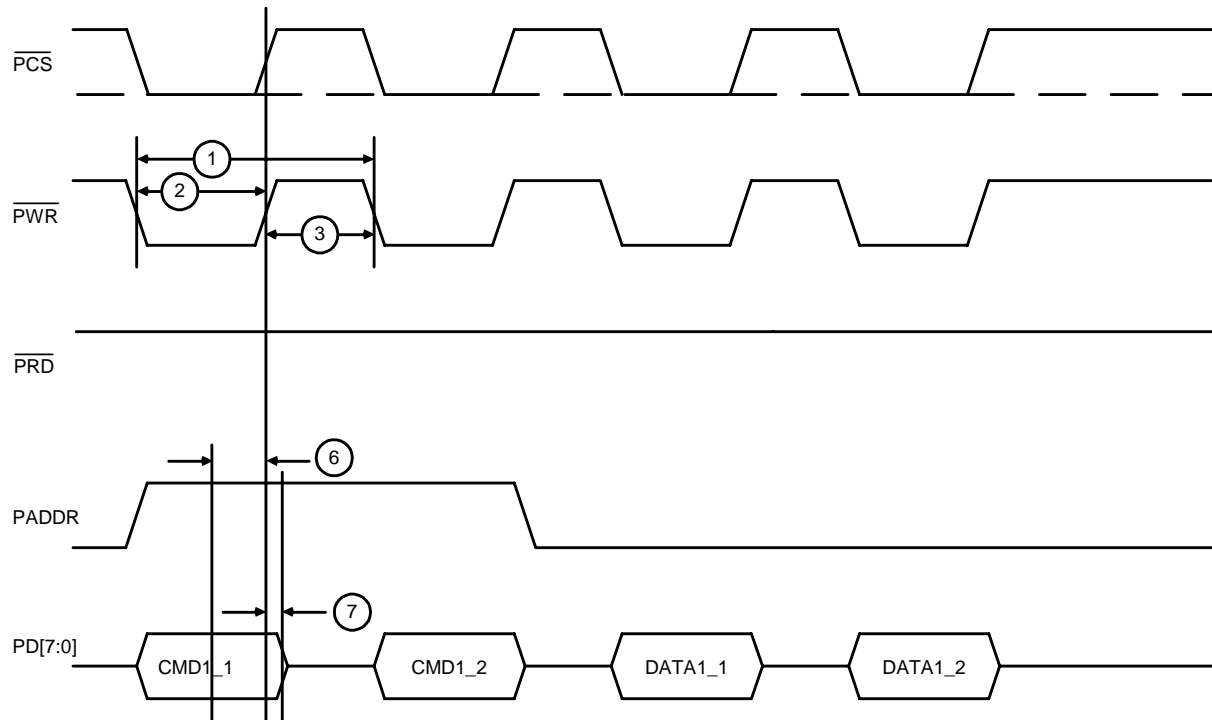 PCS
1
2
PWR
3
PRD
6
PADDR
7
PD[7:0]
CMD1_1
CMD1_2
DATA1_1
DATA1_2